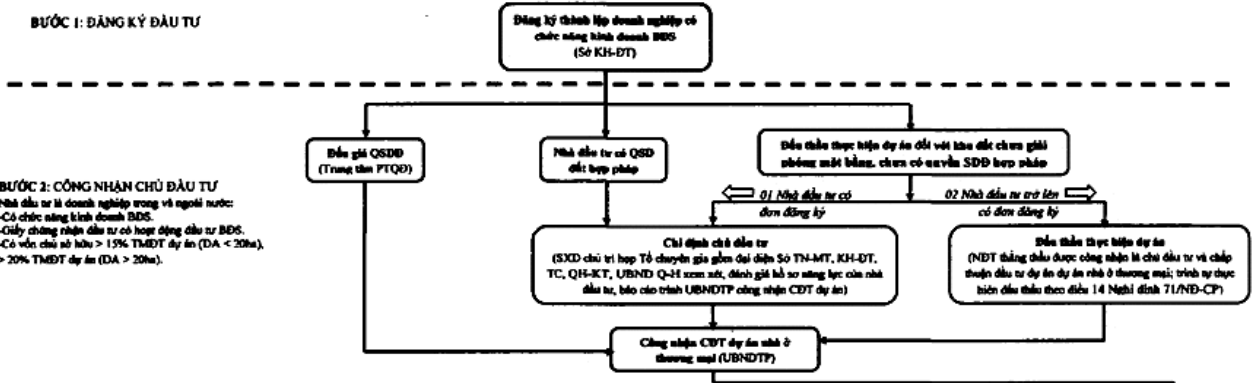 BƯỚC 1: ĐĂNG KÝ ĐẦU TƯ
Đăng ký thành lập doanh nghiệp có
chức năng kinh doanh BĐS
(Sở KH-ĐT)
Đấu giá QSDĐ
(Trung tâm PTQĐ)
Nhà đầu tư có QSD
đất hợp pháp
Đấu thầu thực hiện dự án đối với khu đất chưa giải
phóng mặt bằng, chưa có quyền SDĐ hợp pháp
BƯỚC 2: CÔNG NHẬN CHỦ ĐẦU TƯ
Nhà đầu tư là doanh nghiệp trong và ngoài nước:
-Có chức năng kinh doanh BĐS.
-Giấy chứng nhận đầu tư có hoạt động đầu tư BĐS.
-Có vốn chủ sở hữu > 15% TMĐT dự án (DA < 20ha),
> 20% TMĐT dự án (DA > 20ha).
01 Nhà đầu tư có
đơn đăng ký
02 Nhà đầu tư trở lên
có đơn đăng ký
Chỉ định chủ đầu tư
(SXD chủ trì họp Tổ chuyên gia gồm đại diện Sở TN-MT, KH-ĐT,
TC, QH-KT, UBND Q-H xem xét, đánh giá hồ sơ năng lực của nhà
đầu tư, báo cáo trình UBNDTP công nhận CĐT dự án)
Đấu thầu thực hiện dự án
(NĐT thắng thầu được công nhận là chủ đầu tư và chấp
thuận đầu tư dự án dự án nhà ở thương mại; trình tự thực
hiện đấu thầu theo điều 14 Nghị định 71/NĐ-CP)
Công nhận CĐT dự án nhà ở
thương mại (UBNDTP)